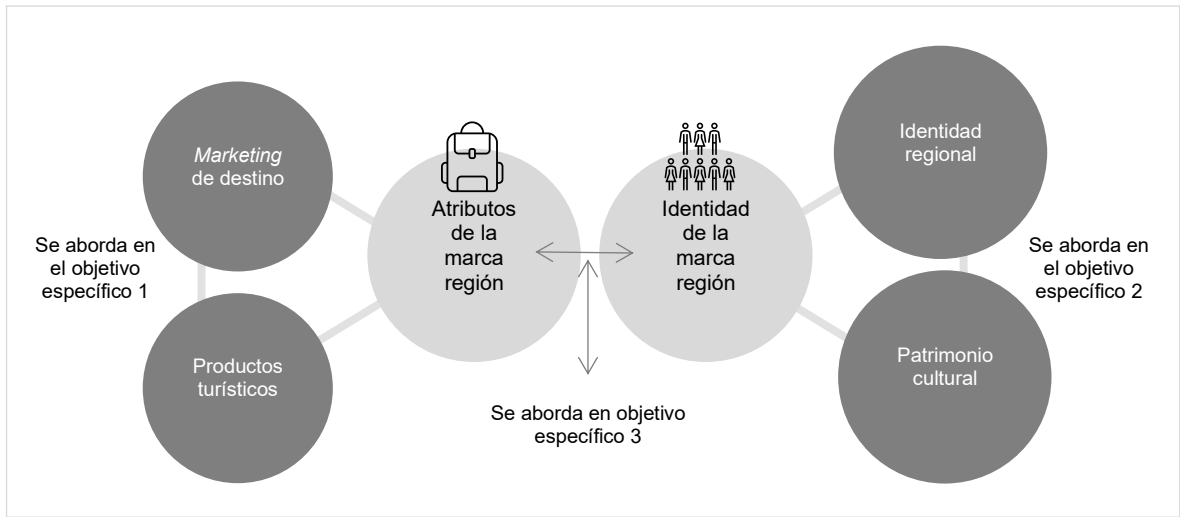 Marketing
de destino
Se aborda en
el objetivo
específico 1
Productos
turísticos
Atributos
de la
marca
región
Identidad
de la
marca
región
Se aborda en objetivo
específico 3
Identidad
regional
Se aborda en
el objetivo
específico 2
Patrimonio
cultural